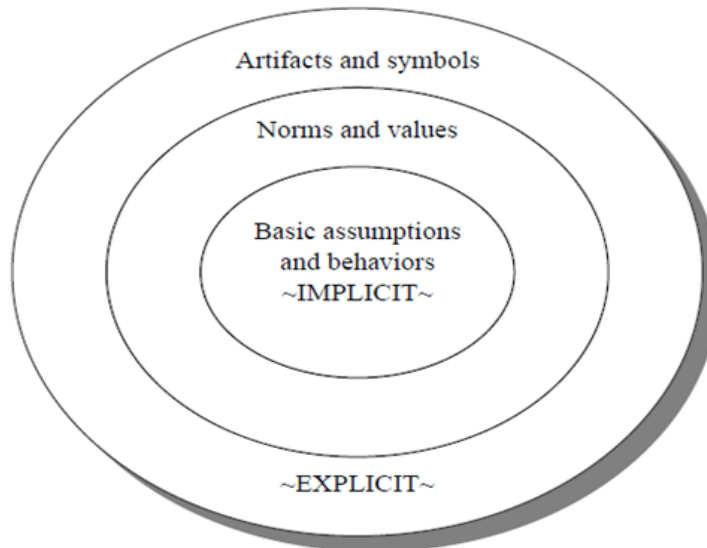 Artifacts and symbols
Norms and values
Basic assumptions
and behaviors
~IMPLICIT~
~EXPLICIT~